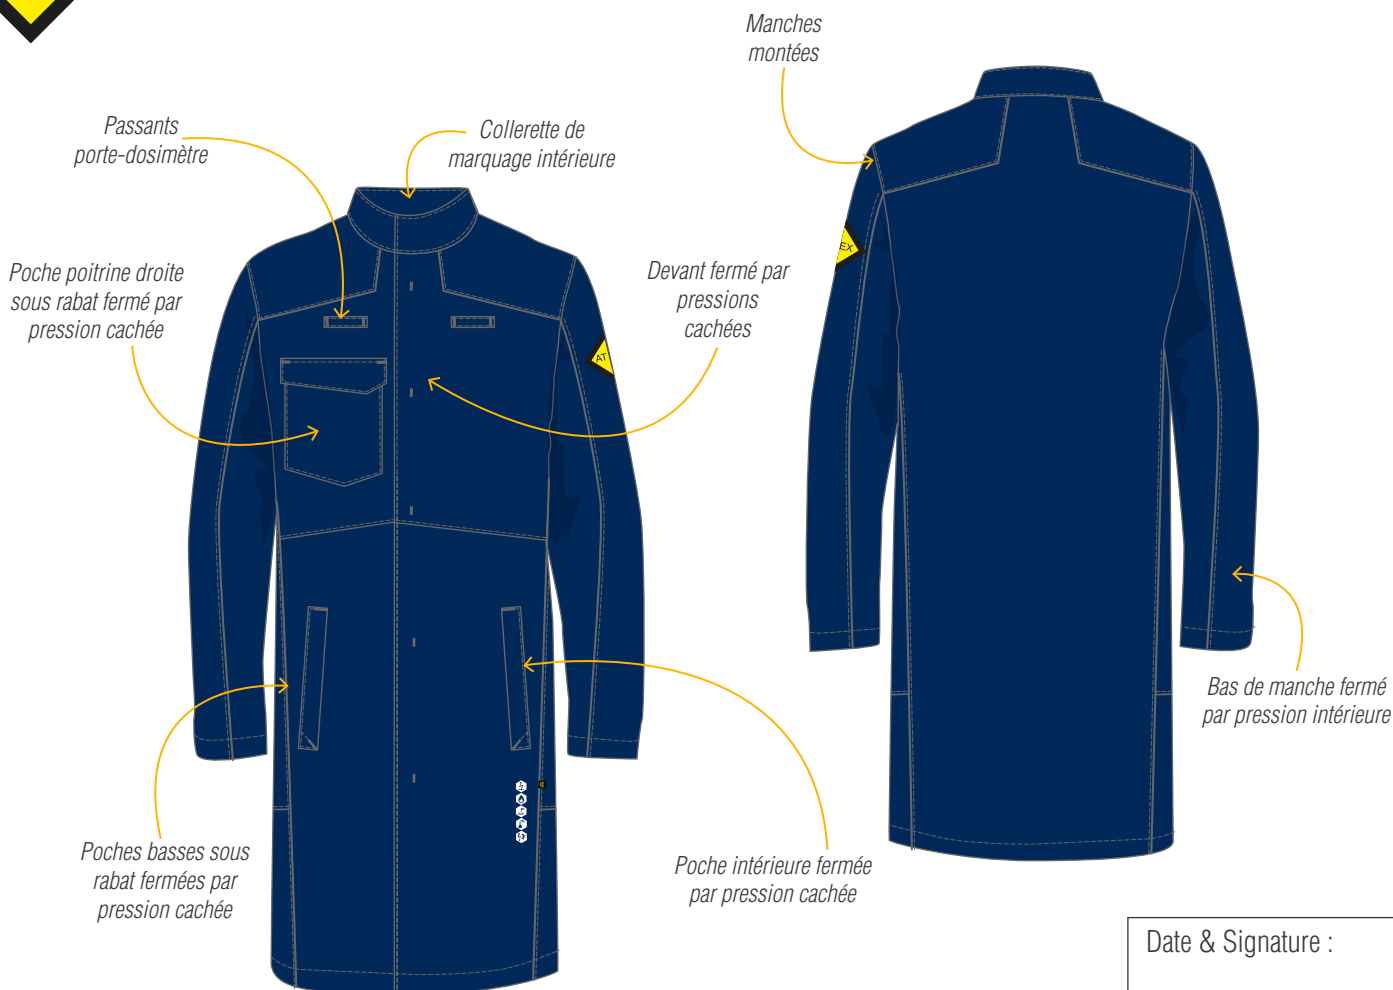 Manches
montées
Passants
porte-dosimètre
Collerette de
marquage intérieure
Poche poitrine droite
sous rabat fermé par
pression cachée
Devant fermé par
pressions
cachées
EX
AT
Bas de manche fermé
par pression intérieure
Poches basses sous
rabat fermées par
pression cachée
Poche intérieure fermée
par pression cachée
Date & Signature :